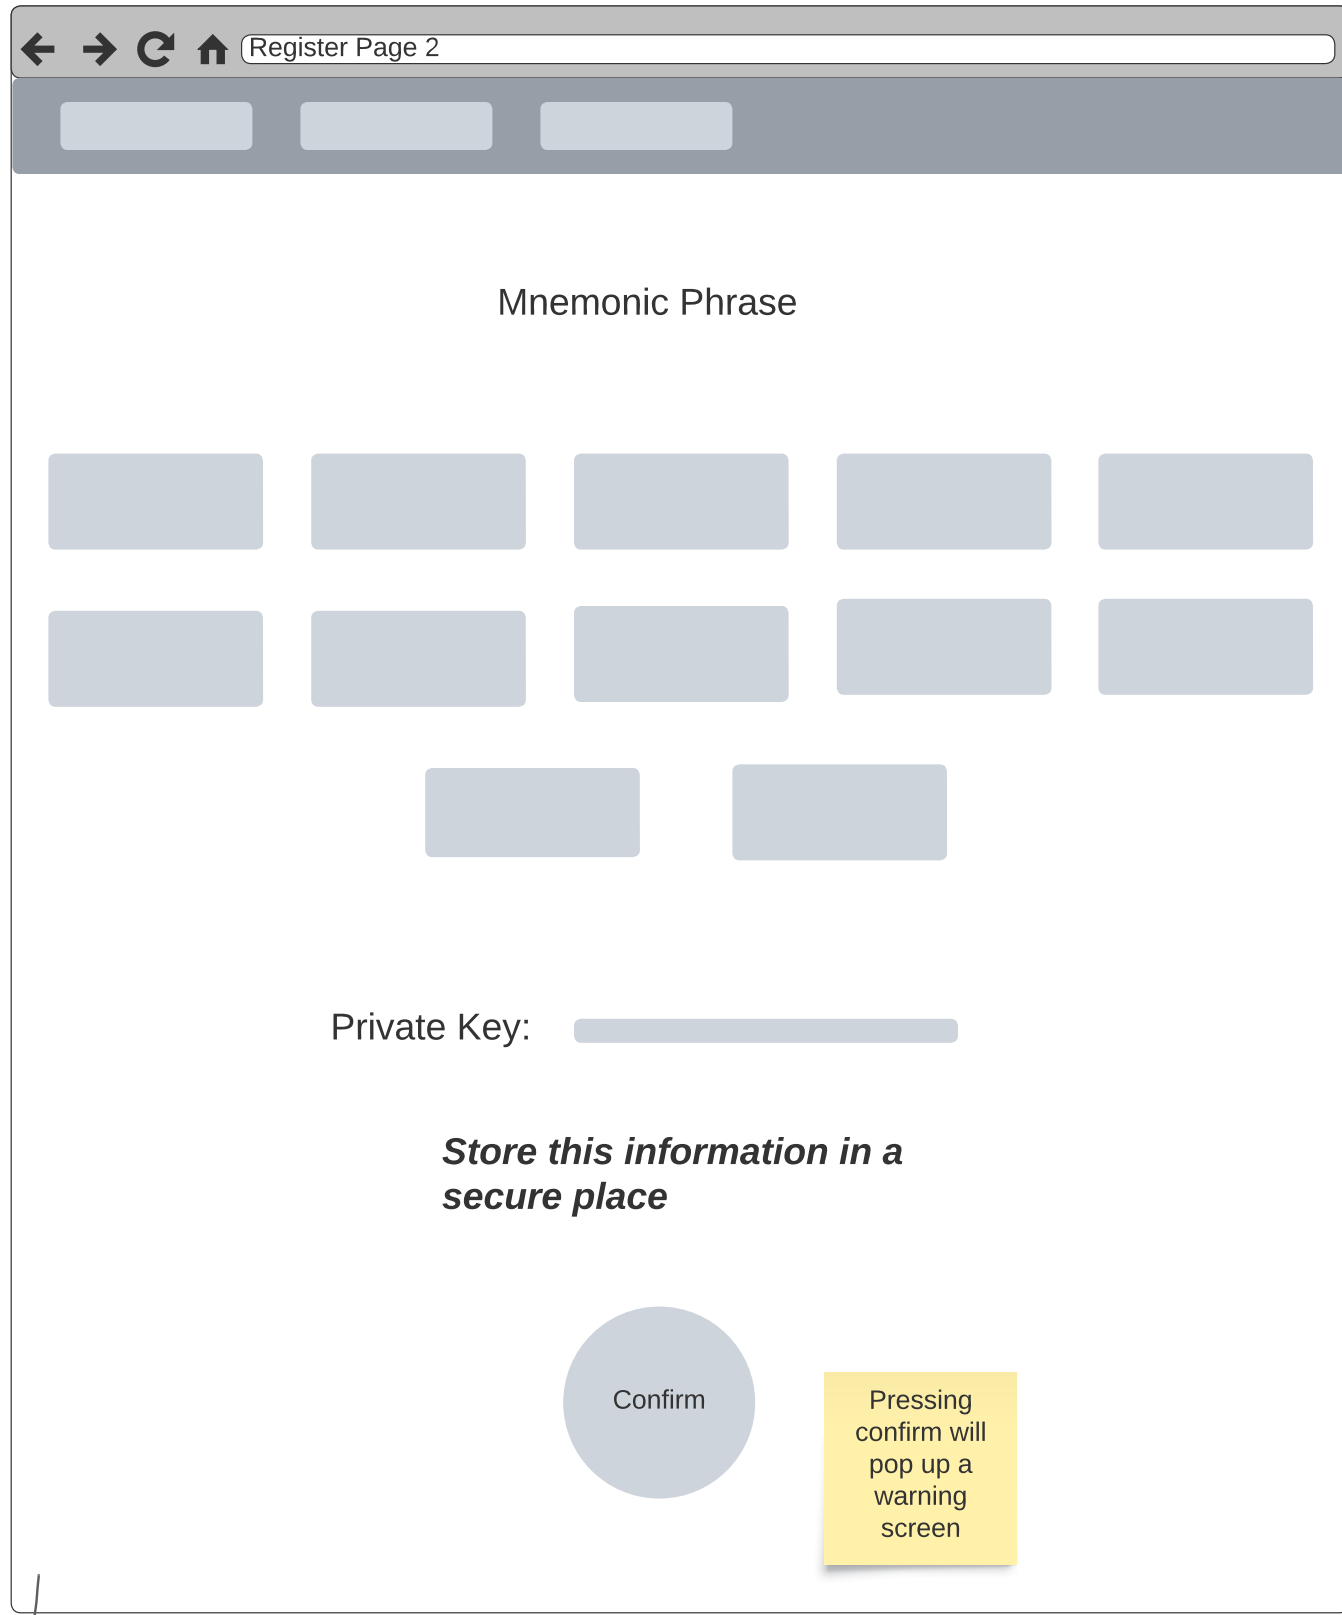 Register Page 2
Mnemonic Phrase
Private Key:
Store this information in a
secure place
Confirm
Pressing
confirm will
pop up a
warning
screen